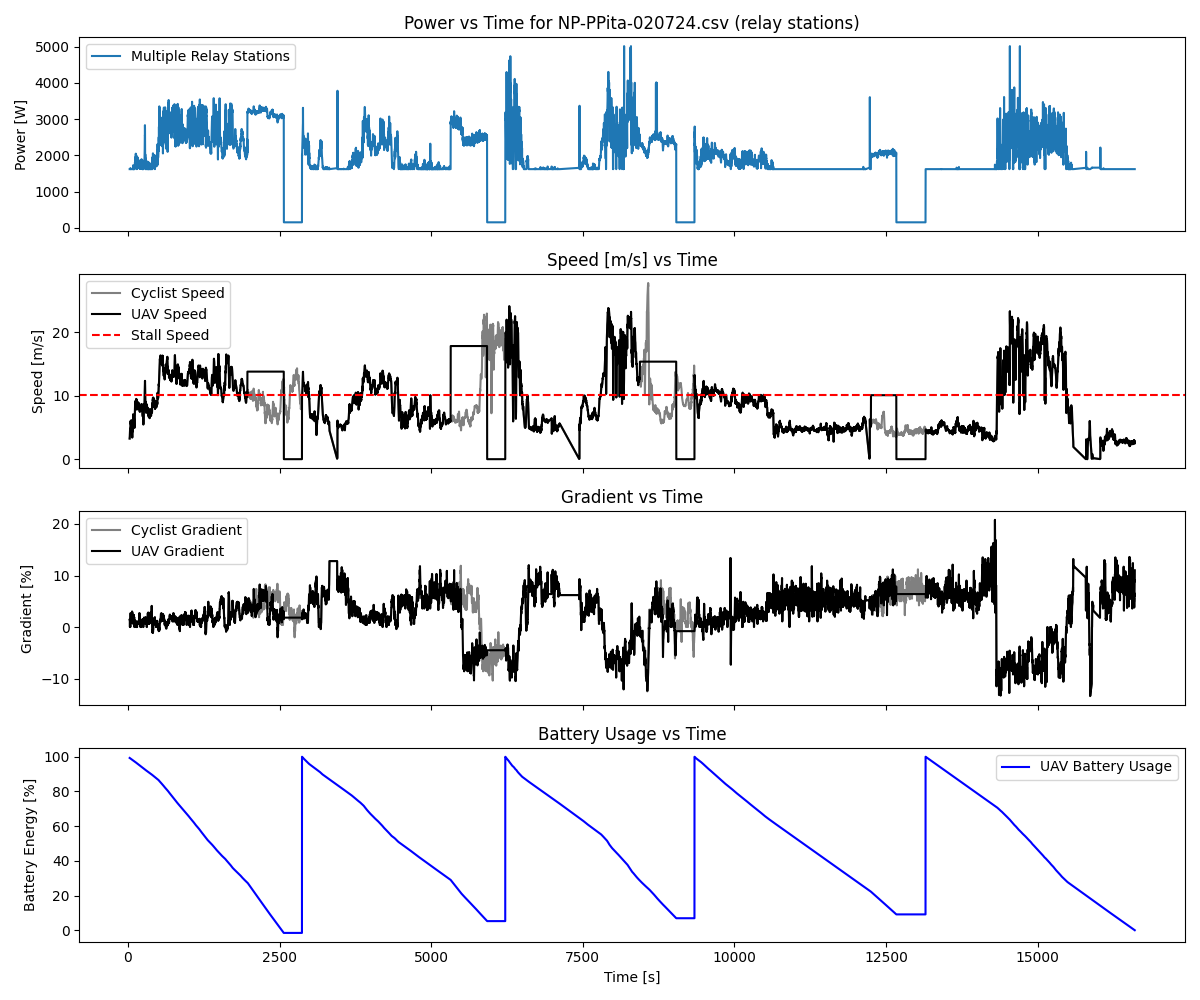 Power vs Time for NP-PPita-020724.csv (relay stations)
Multiple Relay Stations
Power [W]
5000
4000
3000
2000
1000
0
Speed [m/s] vs Time
Cyclist Speed
UAV Speed
Stall Speed
Speed [m/s]
20
10
0
Gradient vs Time
Cyclist Gradient
UAV Gradient
Gradient [%]
20
10
0
−10
Battery Usage vs Time
UAV Battery Usage
Battery Energy [%]
100
80
60
40
20
0
0 2500 5000 7500 10000 12500 15000
Time [s]